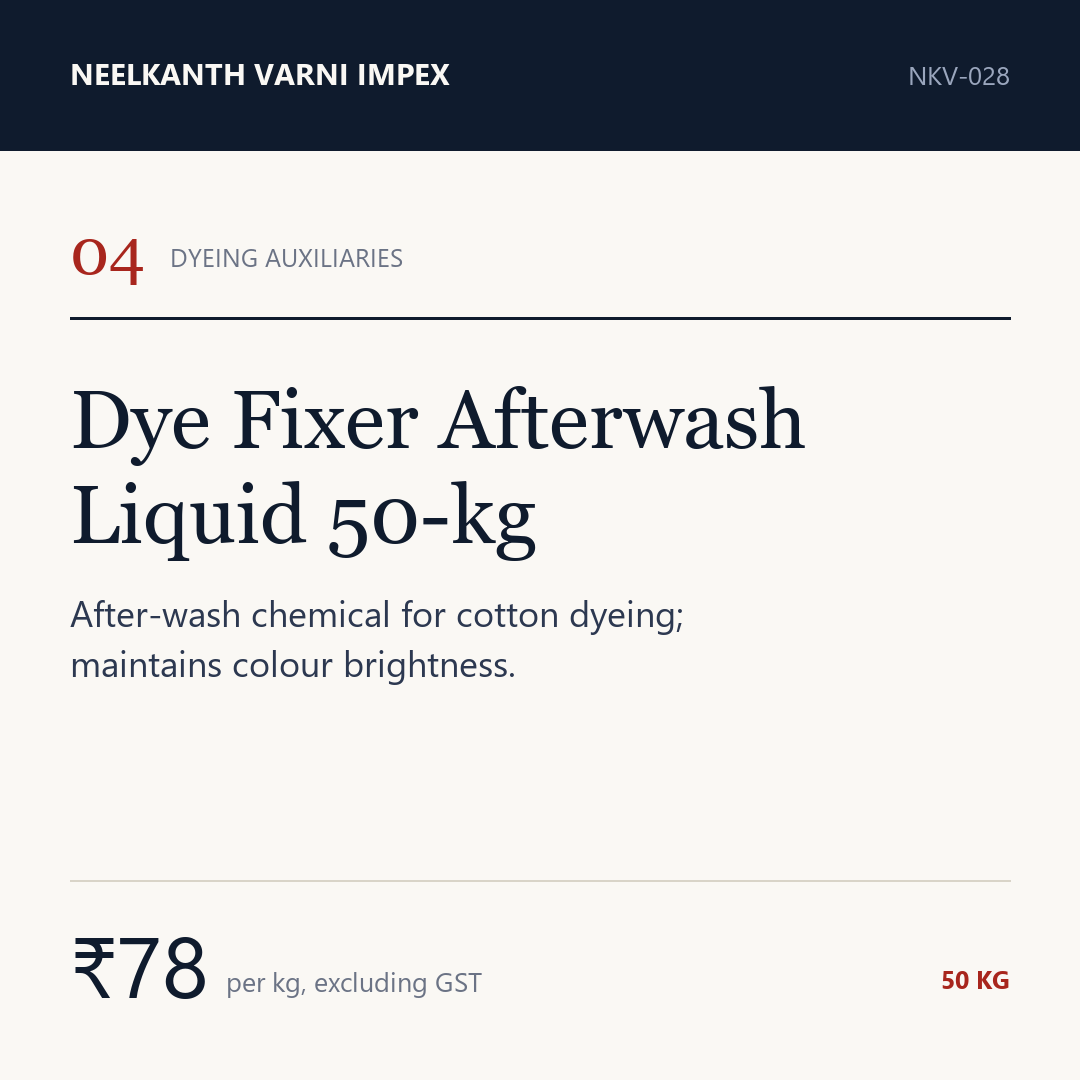 NEELKANTH VARNI IMPEX
NKV-028
04
DYEING AUXILIARIES
Dye Fixer Afterwash
Liquid 50-kg
After-wash chemical for cotton dyeing;
maintains colour brightness.
₹78 per kg, excluding GST
50 KG